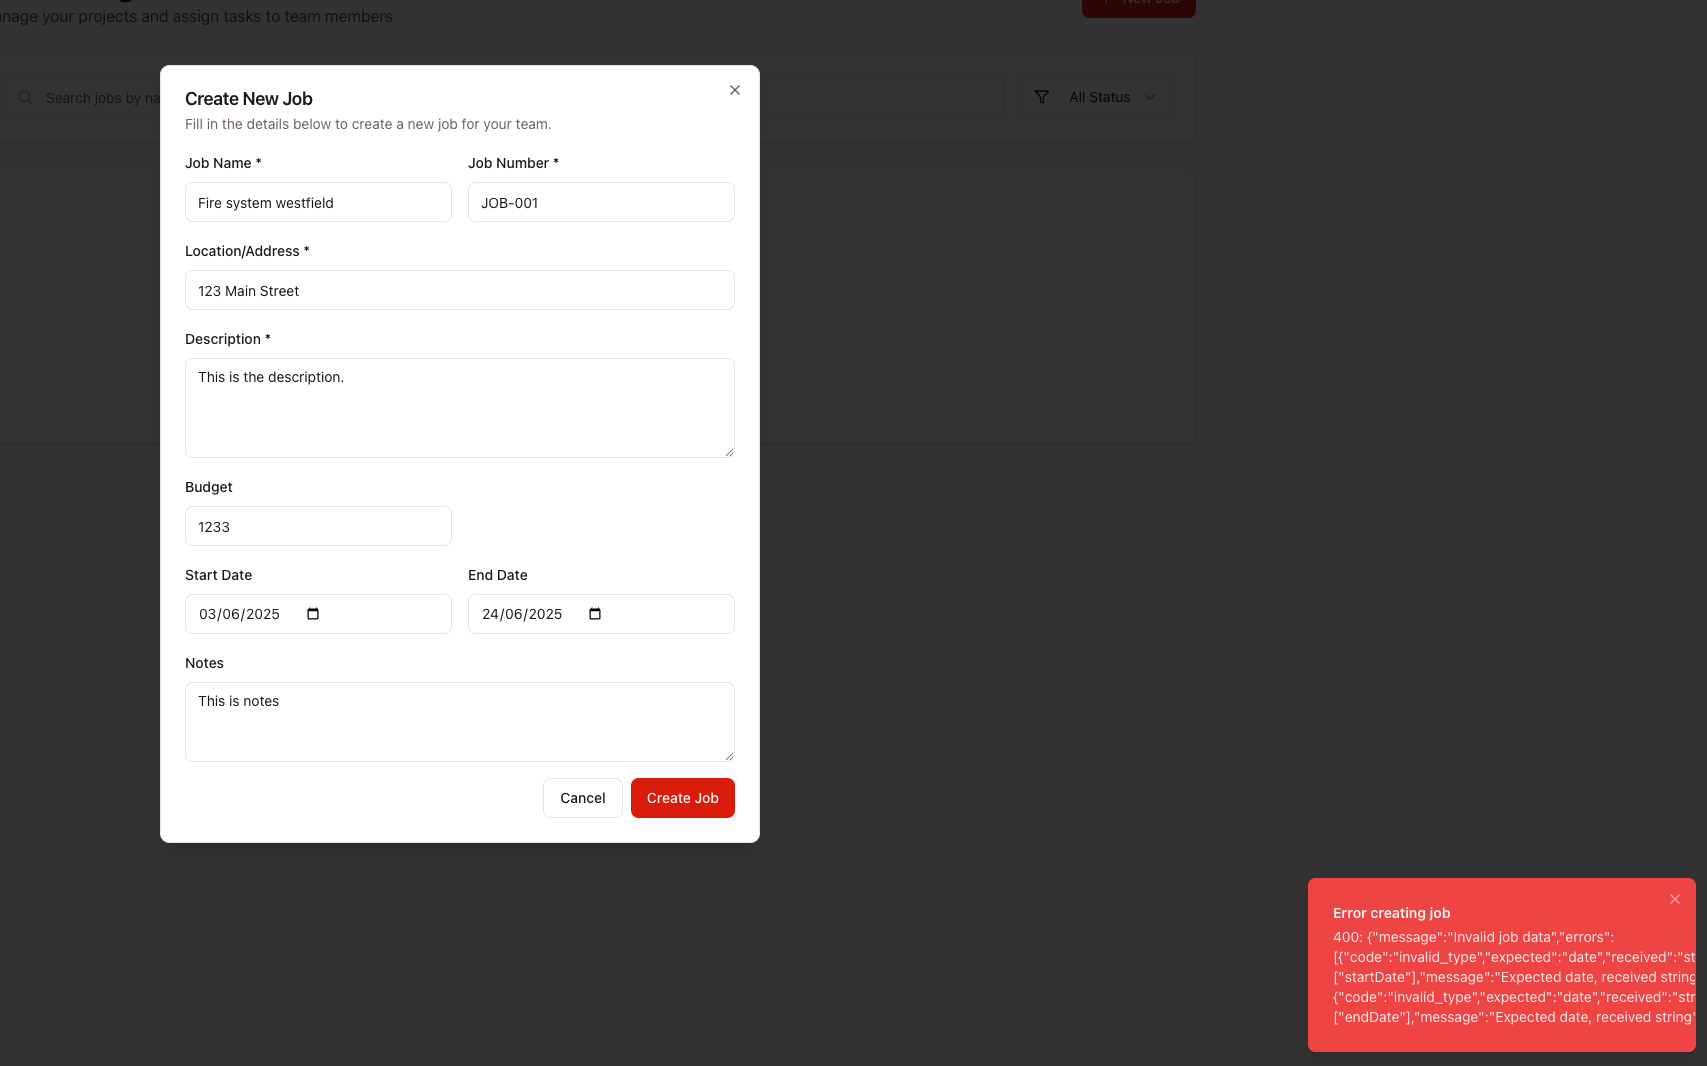 nage your projects and assign tasks to team members
New Job
Search jobs by na
All Status
Create New Job
Fill in the details below to create a new job for your team.
Job Name *
Job Number *
Fire system westfield
JOB-001
Location/Address *
123 Main Street
Description *
This is the description.
Budget
1233
Start Date
End Date
03/06/2025
24/06/2025
Notes
This is notes
Cancel
Create Job
Error creating job
400: {"message":"Invalid job data","errors":
[{"code":"invalid_type","expected":"date","received":"st
["startDate"],"message":"Expected date, received string
{"code":"invalid_type","expected":"date","received":"str
["endDate"],"message":"Expected date, received string"